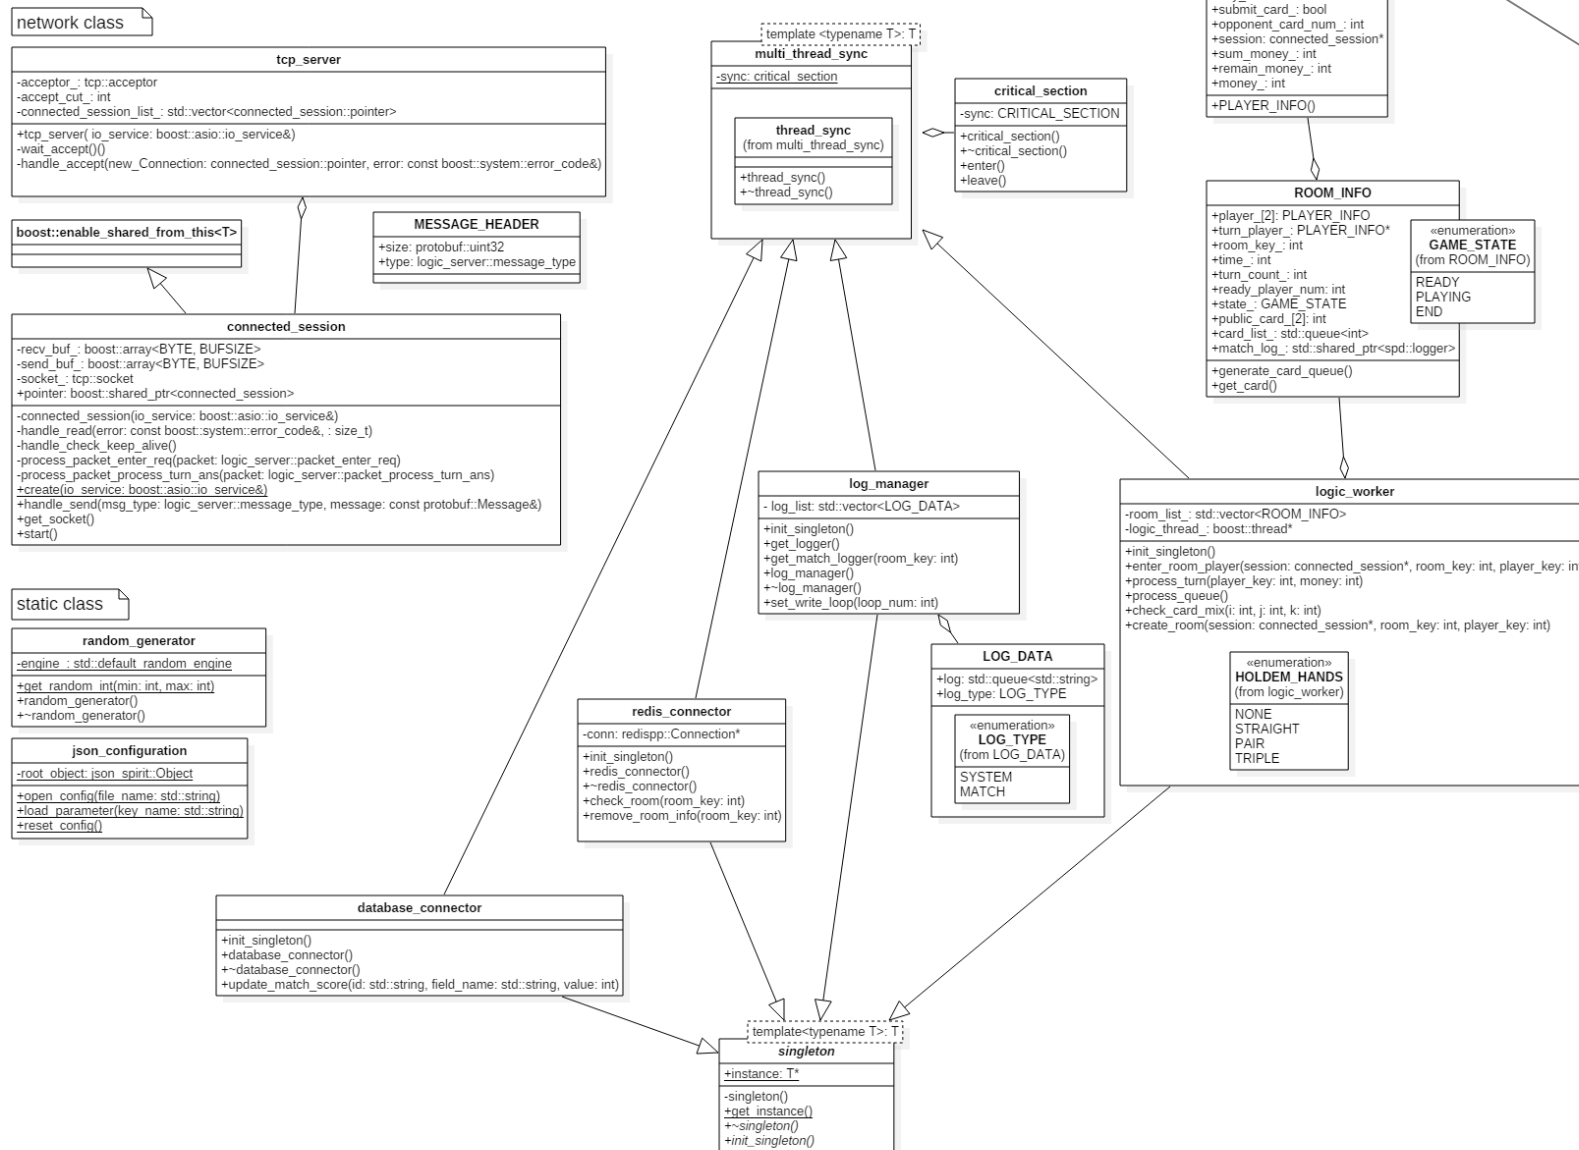 network class
tcp_server
-acceptor_: tcp::acceptor
-accept_cut_: int
-connected_session_list_: std::vector<connected_session::pointer>
+tcp_server( io_service: boost::asio::io_service&)
-wait_accept()()
-handle_accept(new_Connection: connected_session::pointer, error: const boost::system::error_code&)
boost::enable_shared_from_this<T>
MESSAGE_HEADER
+size: protobuf::uint32
+type: logic_server::message_type
connected_session
-recv_buf_: boost::array<BYTE, BUFSIZE>
-send_buf_: boost::array<BYTE, BUFSIZE>
-socket_: tcp::socket
+pointer: boost::shared_ptr<connected_session>
-connected_session(io_service: boost::asio::io_service&)
-handle_read(error: const boost::system::error_code&, : size_t)
-handle_check_keep_alive()
-process_packet_enter_req(packet: logic_server::packet_enter_req)
-process_packet_process_turn_ans(packet: logic_server::packet_process_turn_ans)
+create(io_service: boost::asio::io_service&)
+handle_send(msg_type: logic_server::message_type, message: const protobuf::Message&)
+get_socket()
+start()
static class
random_generator
-engine_: std::default_random_engine
+get_random_int(min: int, max: int)
+random_generator()
+~random_generator()
json_configuration
-root_object: json_spirit::Object
+open_config(file_name: std::string)
+load_parameter(key_name: std::string)
+reset_config()
template <typename T>: T
multi_thread_sync
-sync: critical_section
thread_sync
(from multi_thread_sync)
+thread_sync()
+~thread_sync()
critical_section
-sync: CRITICAL_SECTION
+critical_section()
+~critical_section()
+enter()
+leave()
+submit_card_: bool
+opponent_card_num_: int
+session: connected_session*
+sum_money_: int
+remain_money_: int
+money_: int
+PLAYER_INFO()
ROOM_INFO
+player_[2]: PLAYER_INFO
+turn_player_: PLAYER_INFO*
+room_key_: int
+time_: int
+turn_count_: int
+ready_player_num: int
+state_: GAME_STATE
+public_card_[2]: int
+card_list_: std::queue<int>
+match_log_: std::shared_ptr<spd::logger>
+generate_card_queue()
+get_card()
«enumeration»
GAME_STATE
(from ROOM_INFO)
READY
PLAYING
END
log_manager
- log_list: std::vector<LOG_DATA>
+init_singleton()
+get_logger()
+get_match_logger(room_key: int)
+log_manager()
+~log_manager()
+set_write_loop(loop_num: int)
LOG_DATA
+log: std::queue<std::string>
+log_type: LOG_TYPE
«enumeration»
LOG_TYPE
(from LOG_DATA)
SYSTEM
MATCH
logic_worker
-room_list_: std::vector<ROOM_INFO>
-logic_thread_: boost::thread*
+init_singleton()
+enter_room_player(session: connected_session*, room_key: int, player_key: in
+process_turn(player_key: int, money: int)
+process_queue()
+check_card_mix(i: int, j: int, k: int)
+create_room(session: connected_session*, room_key: int, player_key: int)
«enumeration»
HOLDEM_HANDS
(from logic_worker)
NONE
STRAIGHT
PAIR
TRIPLE
redis_connector
-conn: redispp::Connection*
+init_singleton()
+redis_connector()
+~redis_connector()
+check_room(room_key: int)
+remove_room_info(room_key: int)
database_connector
+init_singleton()
+database_connector()
+~database_connector()
+update_match_score(id: std::string, field_name: std::string, value: int)
template<typename T>: T
singleton
+instance: T*
-singleton()
+get_instance()
+~singleton()
+init_singleton()